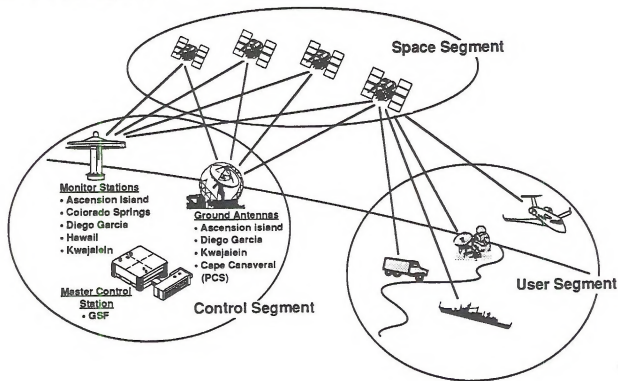 Space Segment
Monitor Stations
• Ascension Island
• Colorado Springs
• Diego Garcia
• Hawaii
• Kwajalein
Master Control
Station
• GSF
Ground Antennas
• Ascension Island
• Diego Garcia
• Kwajalein
• Cape Canaveral
(PCS)
Control Segment
User Segment